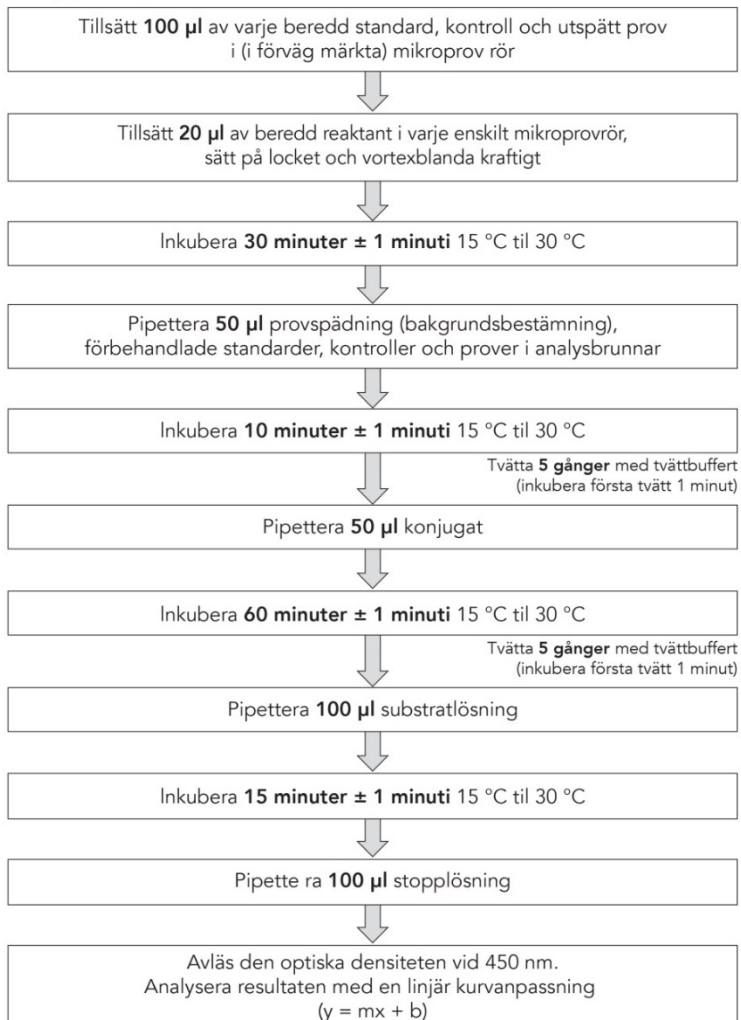 Tillsätt 100 µl av varje beredd standard, kontroll och utspätt prov
i (i förväg märkta) mikroprov rör
Tillsätt 20 µl av beredd reaktant i varje enskilt mikroprovrör,
sätt på locket och vortexblanda kraftigt
Inkubera 30 minuter ± 1 minuti 15 °C til 30 °C
Pipettera 50 µl provspädning (bakgrundsbestämning),
förbehandlade standarder, kontroller och prover i analysbrunnar
Inkubera 10 minuter ± 1 minuti 15 °C til 30 °C
Tvätta 5 gånger med tvättbuffert
(inkubera första tvätt 1 minut)
Pipettera 50 µl konjugat
Inkubera 60 minuter ± 1 minuti 15 °C til 30 °C
Tvätta 5 gånger med tvättbuffert
(inkubera första tvätt 1 minut)
Pipettera 100 µl substratlösning
Inkubera 15 minuter ± 1 minuti 15 °C til 30 °C
Pipette ra 100 µl stopplösning
Avläs den optiska densiteten vid 450 nm.
Analysera resultaten med en linjär kurvanpassning
(y = mx + b)